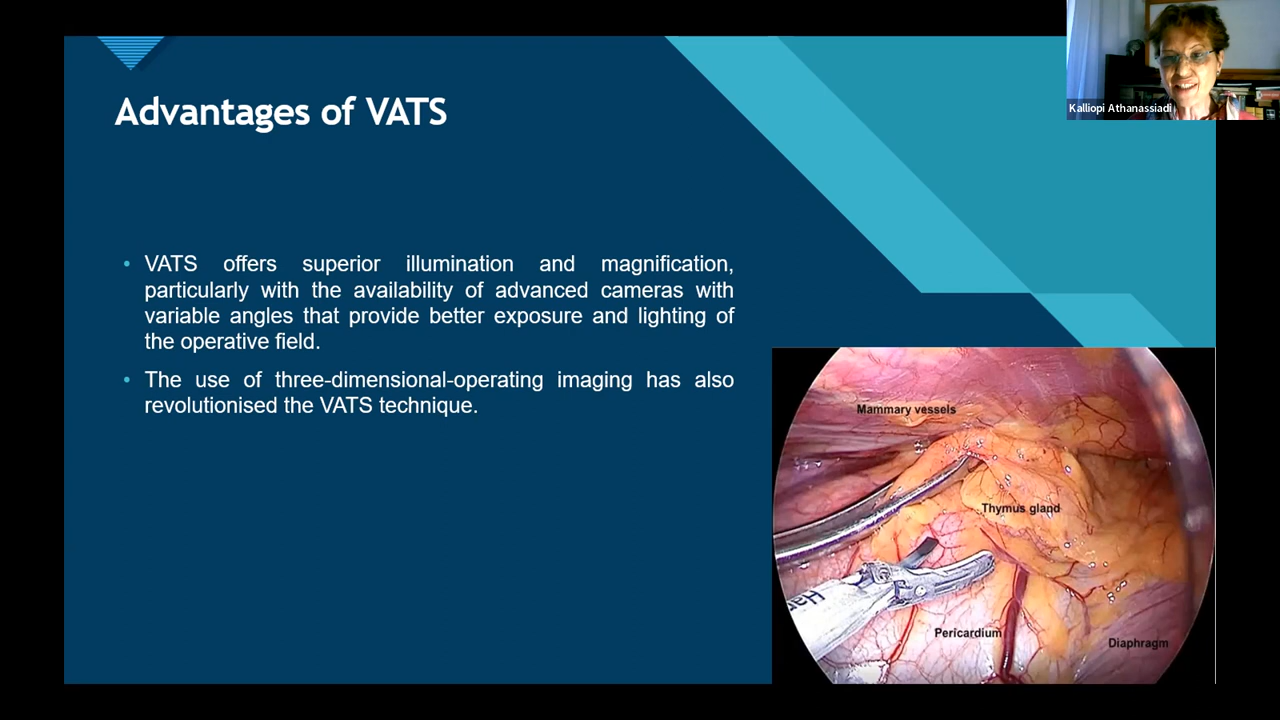 Kalliopi Athanassiadi
Advantages of VATS
• VATS offers superior illumination and magnification,
particularly with the availability of advanced cameras with
variable angles that provide better exposure and lighting of
the operative field.
• The use of three-dimensional-operating imaging has also
revolutionised the VATS technique.
Mammary vessels
Thymus gland
Pericardium
Diaphragm